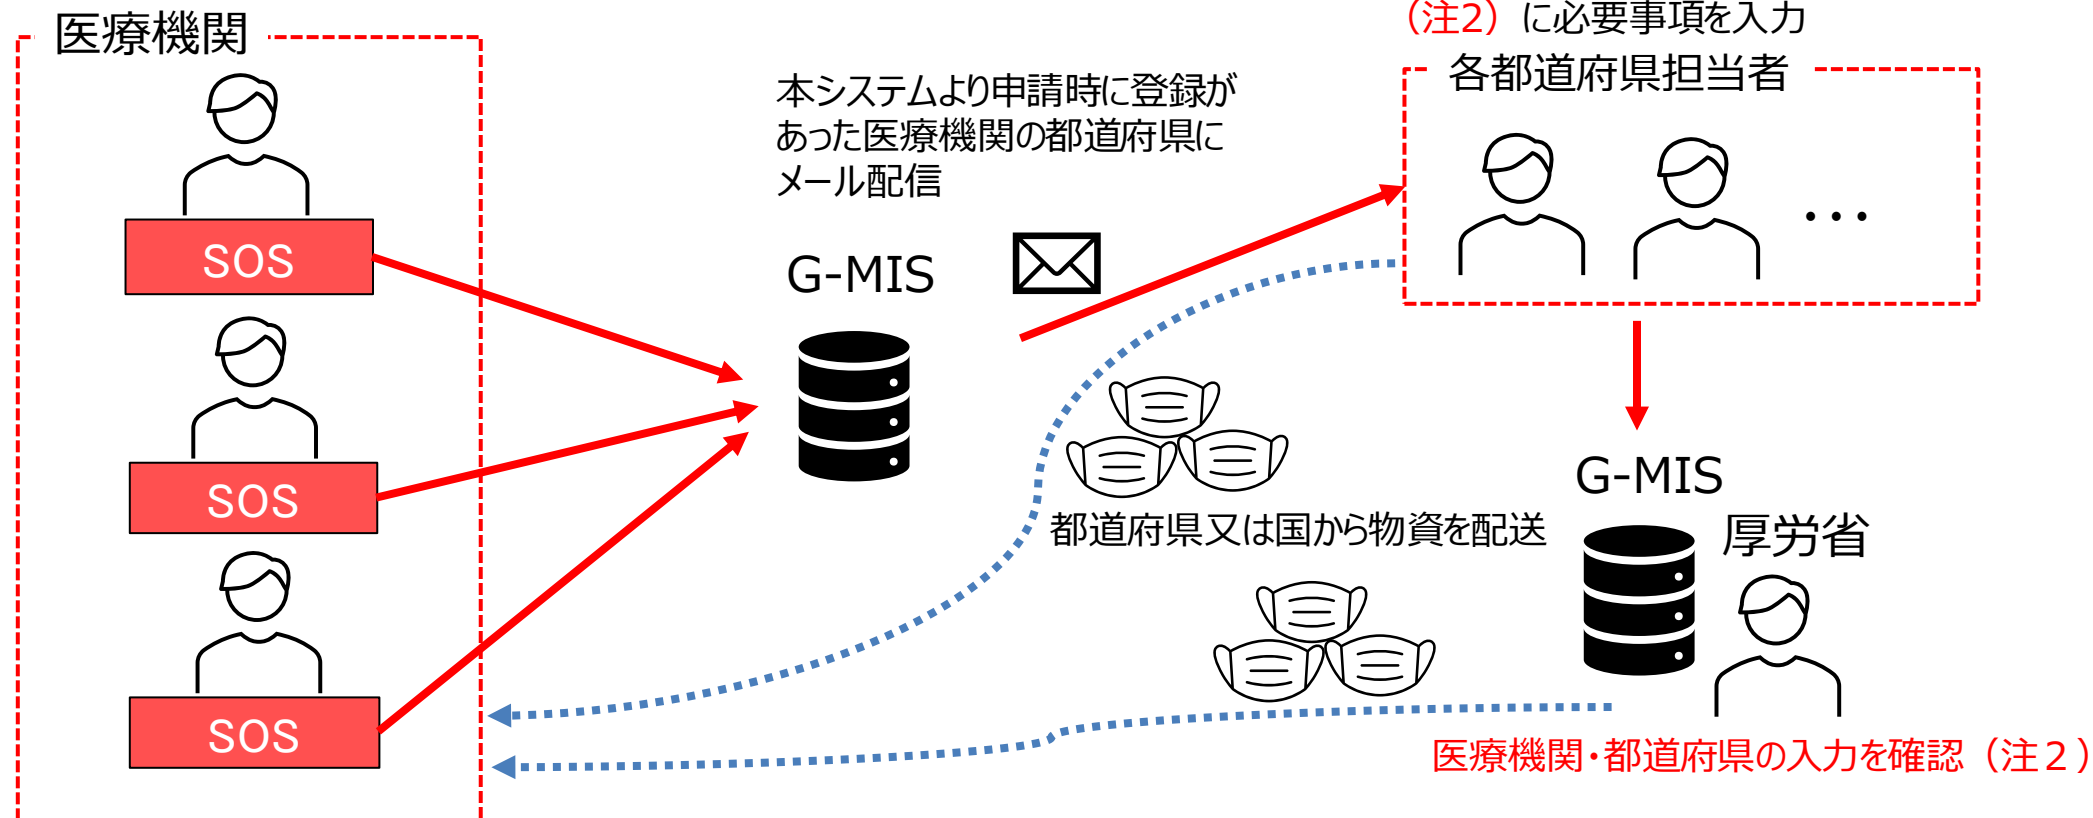 医療機関
SOS
SOS
SOS
本システムより申請時に登録が
あった医療機関の都道府県に
メール配信
G-MIS
(注2)に必要事項を入力
各都道府県担当者
・・・
都道府県又は国から物資を配送
G-MIS
厚労省
医療機関・都道府県の入力を確認（注２）